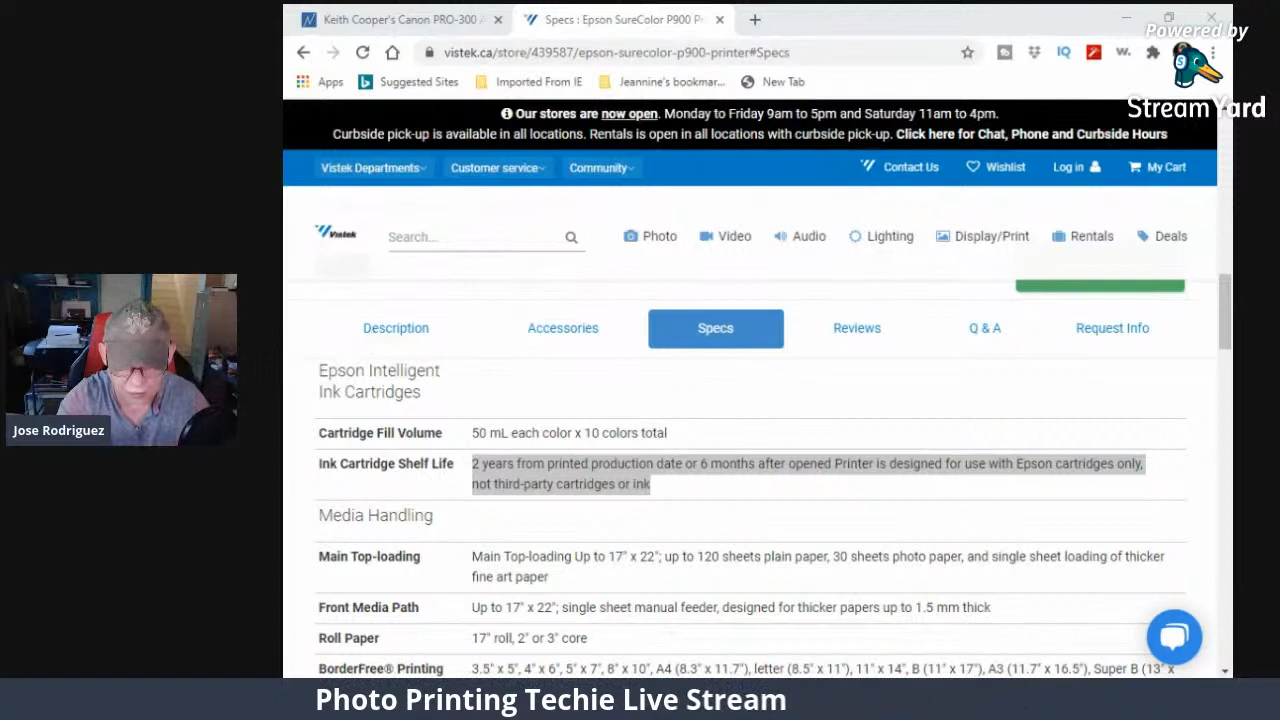 Keith Cooper's Canon PRO-300
Specs : Epson SureColor P900 Pr
vistek.ca/store/439587/epson-surecolor-p900-printer#Specs
IQ
w.
Apps
Suggested Sites
Imported From IE
Jeannine's bookmar...
New Tab
Powered by
StreamYard
Our stores are now open. Monday to Friday 9am to 5pm and Saturday 11am to 4pm.
Curbside pick-up is available in all locations. Rentals is open in all locations with curbside pick-up. Click here for Chat, Phone and Curbside Hours
Vistek Departments
Customer service
Community
Contact Us
Wishlist
Log in
My Cart
Vistek
Search...
Photo
Video
Audio
Lighting
Display/Print
Rentals
Deals
Description
Accessories
Specs
Reviews
Q & A
Request Info
Epson Intelligent
Ink Cartridges
Cartridge Fill Volume
50 mL each color x 10 colors total
Ink Cartridge Shelf Life
2 years from printed production date or 6 months after opened Printer is designed for use with Epson cartridges only,
not third-party cartridges or ink
Media Handling
Main Top-loading
Main Top-loading Up to 17" x 22"; up to 120 sheets plain paper, 30 sheets photo paper, and single sheet loading of thicker
fine art paper
Front Media Path
Up to 17" x 22"; single sheet manual feeder, designed for thicker papers up to 1.5 mm thick
Roll Paper
17" roll, 2" or 3" core
BorderFree® Printing
3.5" x 5", 4" x 6", 5" x 7", 8" x 10", A4 (8.3" x 11.7"), letter (8.5" x 11"), 11" x 14", B (11" x 17"), A3 (11.7" x 16.5"), Super B (13" x
Jose Rodriguez
Photo Printing Techie Live Stream